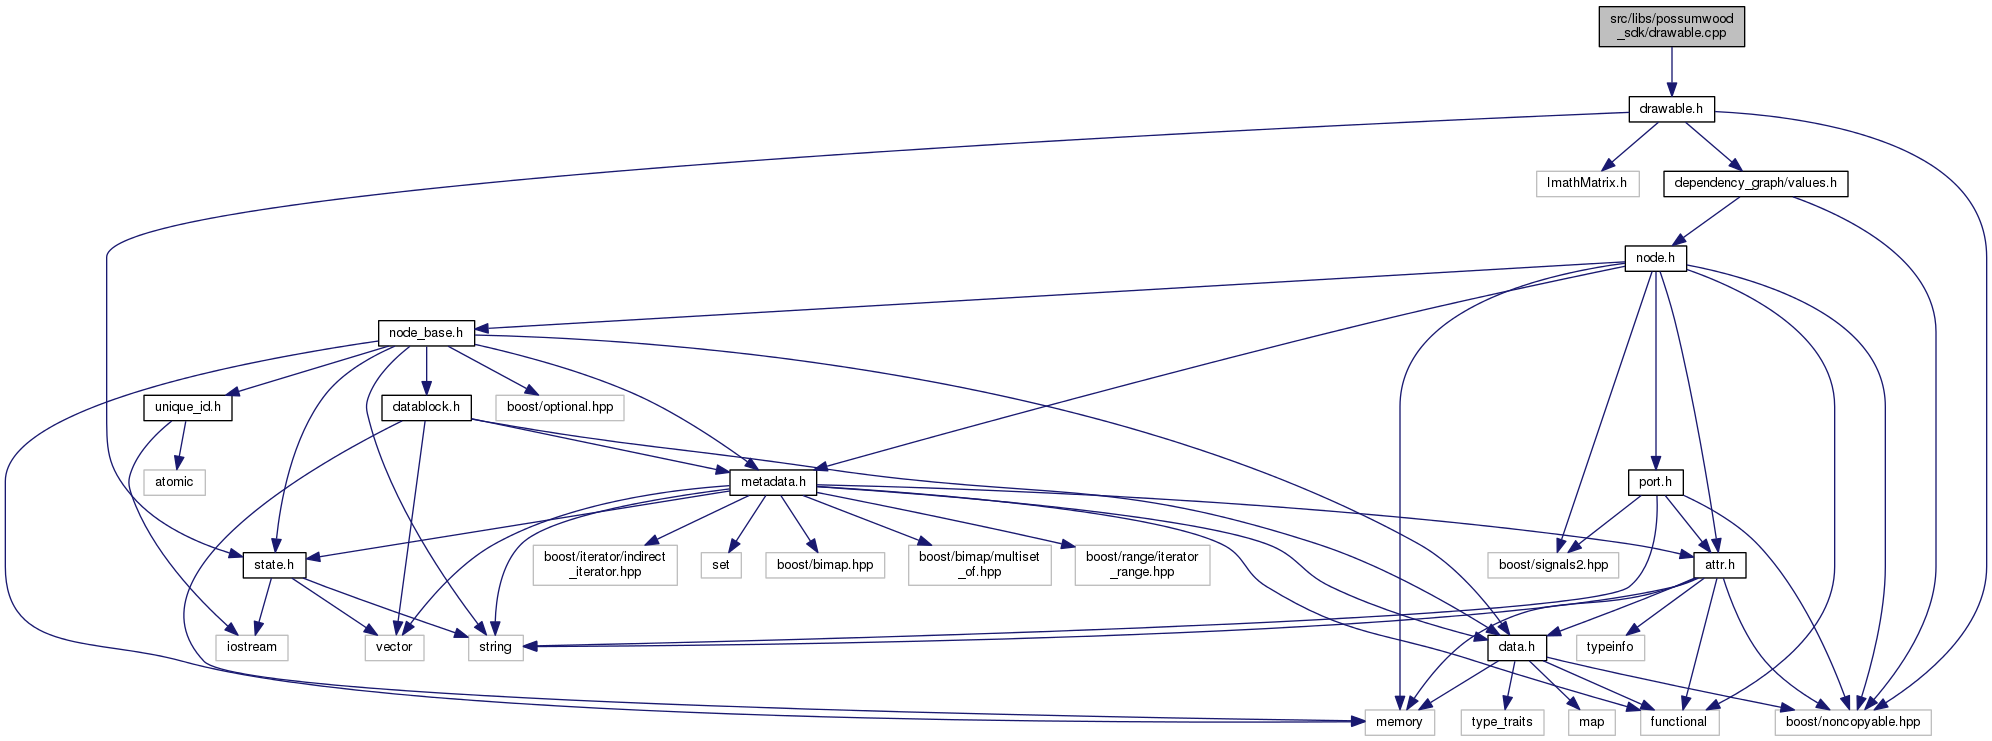 src/libs/possumwood
_sdk/drawable.cpp
drawable.h
ImathMatrix.h
dependency_graph/values.h
node.h
node_base.h
unique_id.h
datablock.h
boost/optional.hpp
atomic
metadata.h
port.h
state.h
boost/iterator/indirect
_iterator.hpp
set
boost/bimap.hpp
boost/bimap/multiset
_of.hpp
boost/range/iterator
_range.hpp
boost/signals2.hpp
attr.h
iostream
vector
string
data.h
typeinfo
memory
type_traits
map
functional
boost/noncopyable.hpp